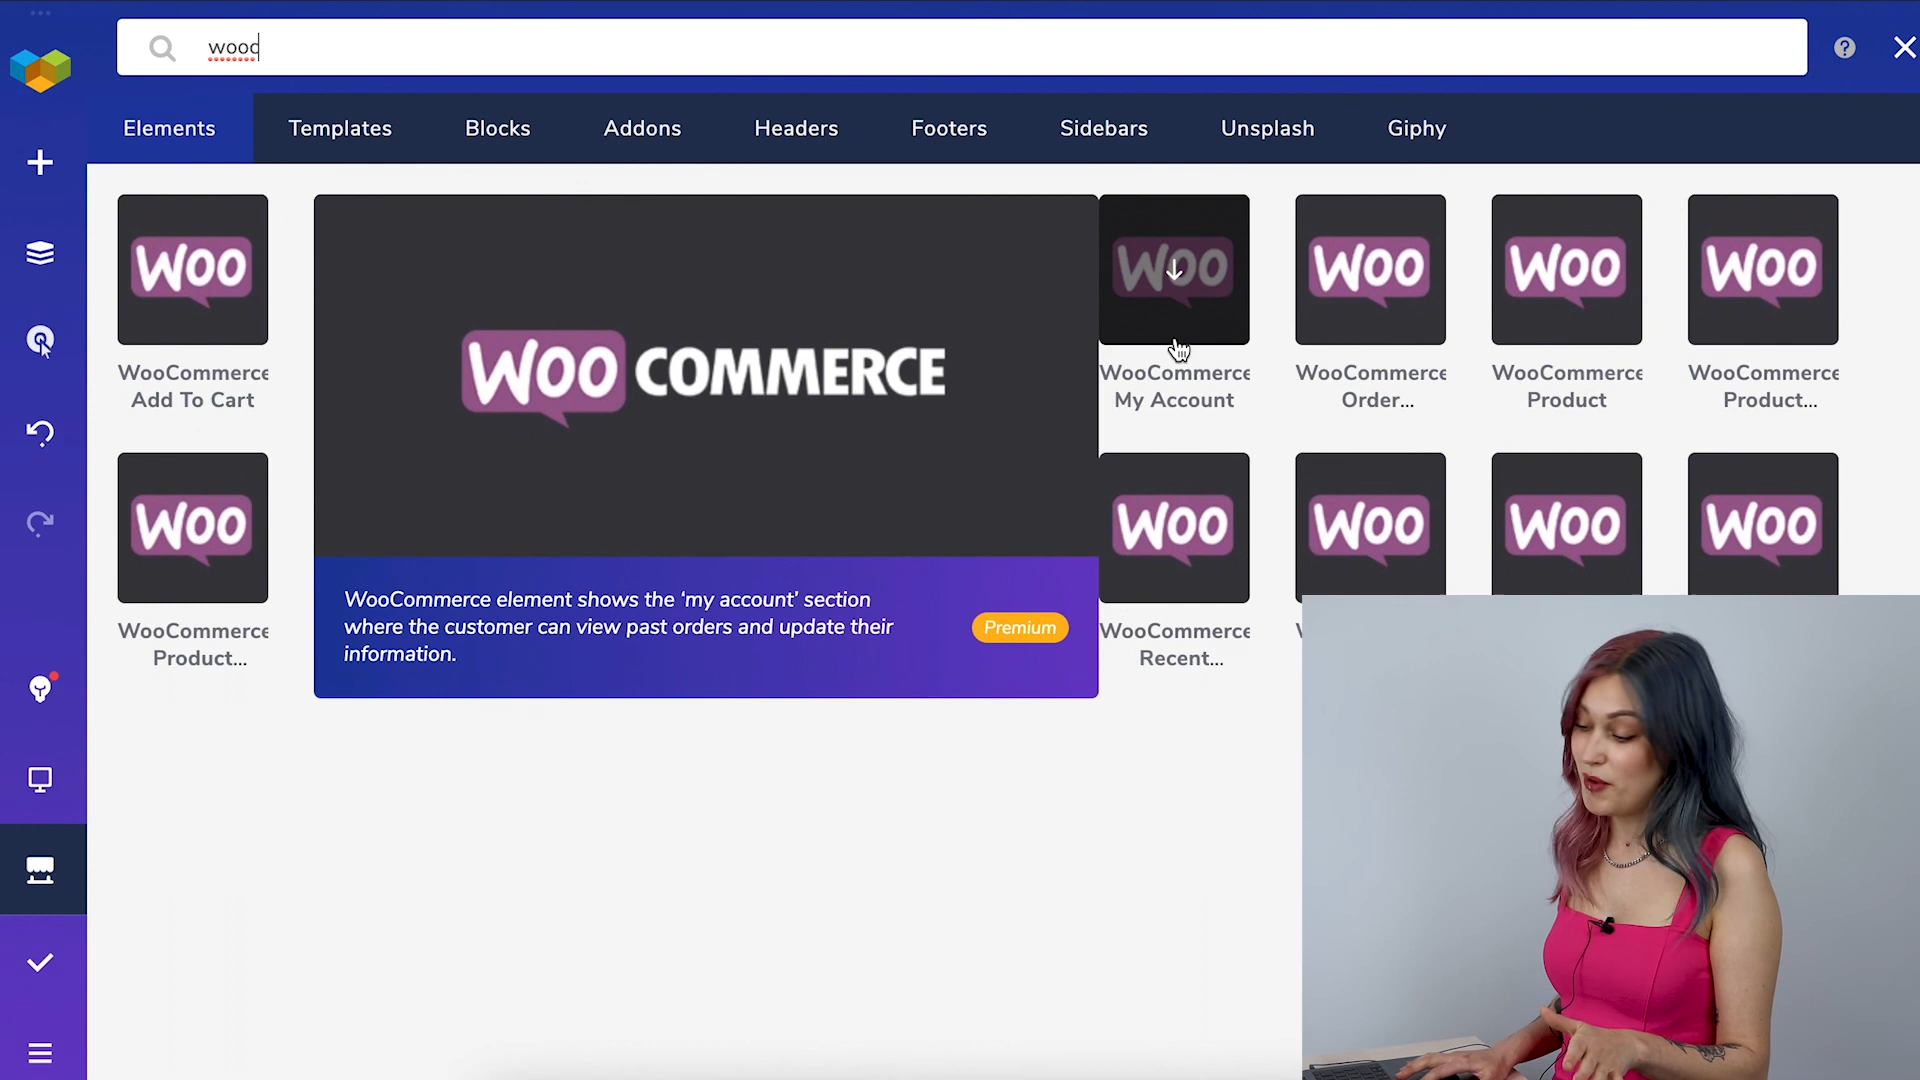 wooc
Elements Templates Blocks Addons Headers Footers Sidebars Unsplash Giphy
WOO
WOO COMMERCE
WOO
WOO
WOO
WOO
WooCommerce
Add To Cart
WooCommerce
My Account
WooCommerce
Order...
WooCommerce
Product
WooCommerce
Product...
WOO
WOO
WOO
WOO
WOO
WooCommerce element shows the ‘my account’ section
where the customer can view past orders and update their
information.
Premium
WooCommerce
Product...
WooCommerce
Recent...